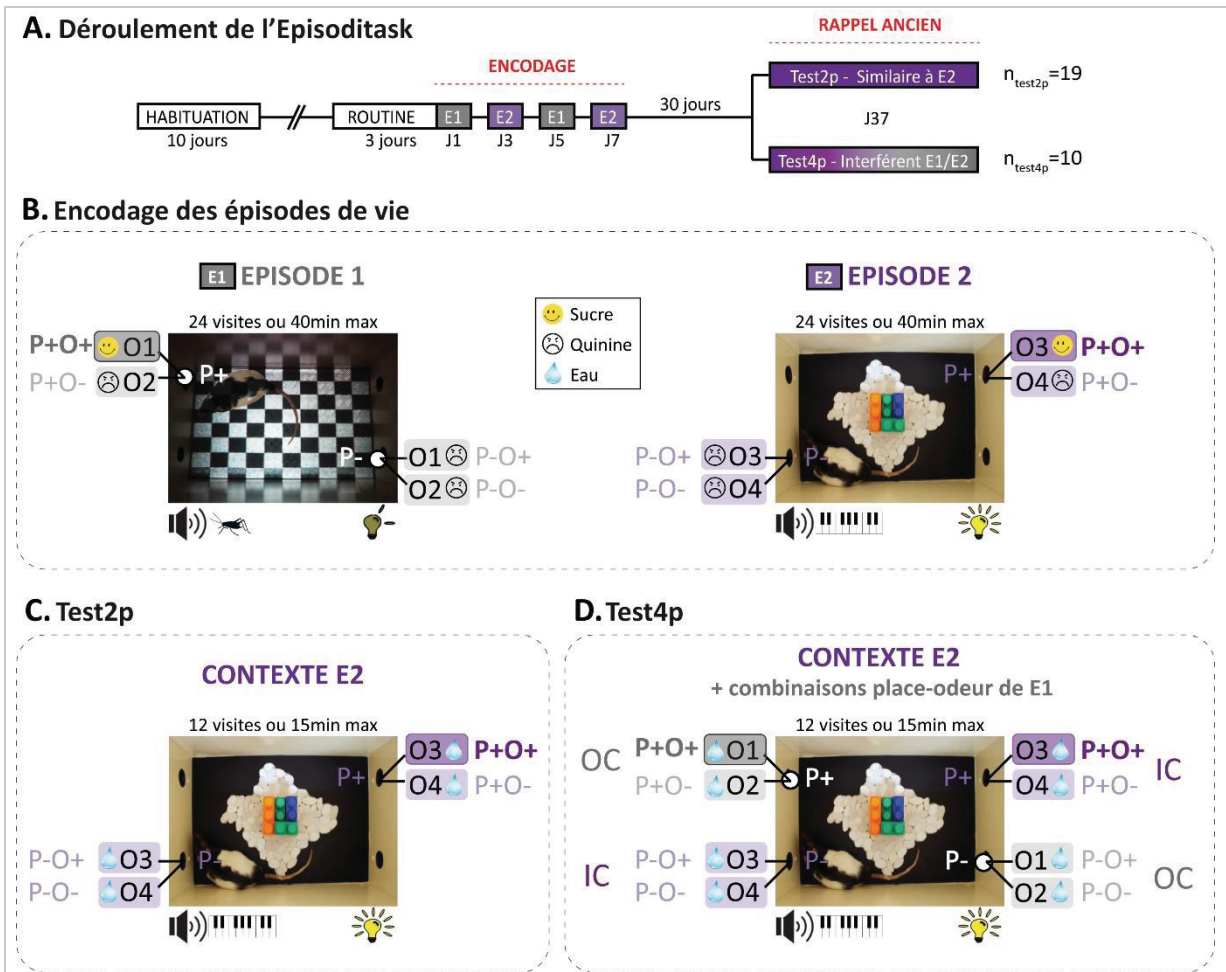 A. Déroulement de l'Episoditask
RAPPEL ANCIEN
ENCODAGE
Test2p - Similaire à E2
n_test2p=19
30 jours
HABITUATION
ROUTINE
E1
E2
E1
E2
10 jours
3 jours
J1
J3
J5
J7
J37
Test4p - Interférent E1/E2
n_test4p=10
B. Encodage des épisodes de vie
E1 EPISODE 1
24 visites ou 40min max
P+O+ O1
P+O- O2
P+
P-
O1 P-O+
O2 P-O-
Sucre
Quinine
Eau
E2 EPISODE 2
24 visites ou 40min max
O3 P+O+
O4 P+O-
P+
P-O+ O3
P-O- O4
P-
C. Test2p
CONTEXTE E2
12 visites ou 15min max
O3 P+O+
O4 P+O-
P+
P-O+ O3
P-O- O4
P-
D. Test4p
CONTEXTE E2
+ combinaisons place-odeur de E1
12 visites ou 15min max
OC
P+O+ O1
P+O- O2
P+
P+
O3 P+O+
O4 P+O-
IC
IC
P-O+ O3
P-O- O4
P-
P-
O1 P-O+
O2 P-O-
OC